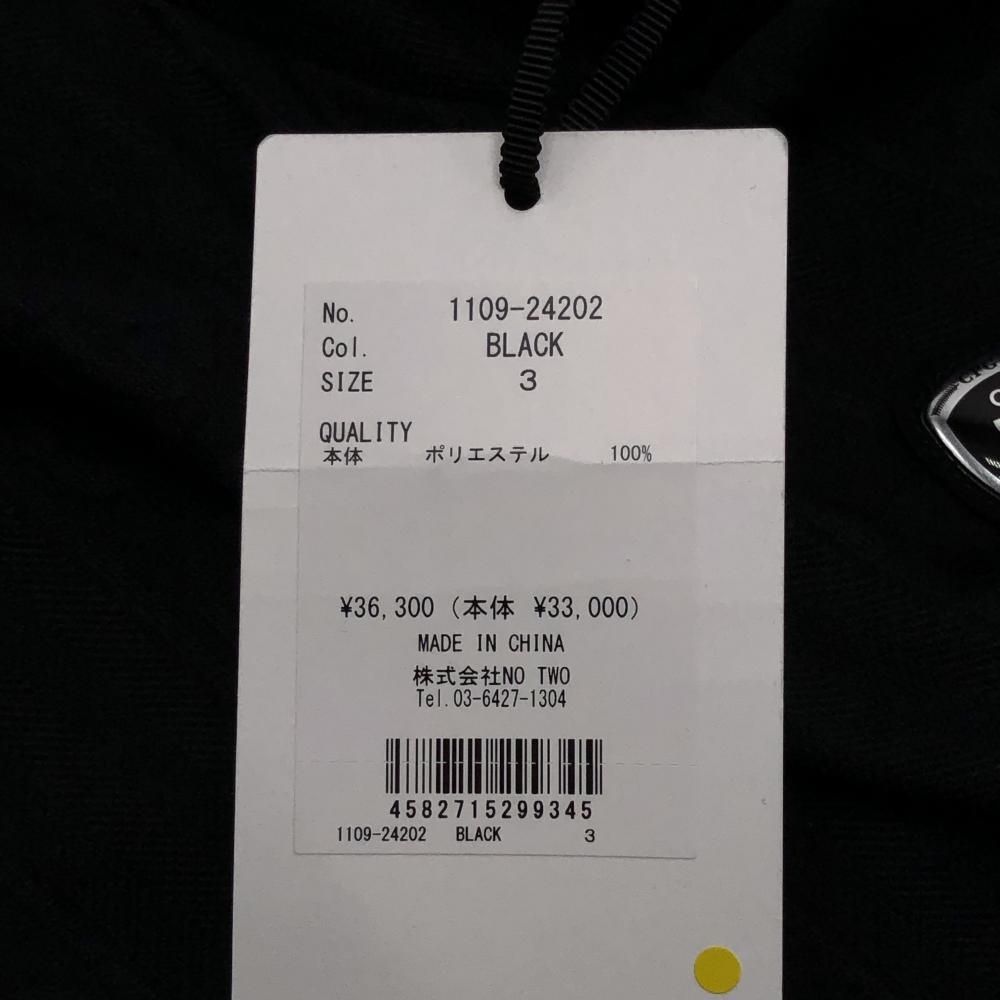 No. 1109-24202
Col. BLACK
SIZE 3
QUALITY
本体 ポリエステル 100%
¥36,300 (本体 ¥33,000)
MADE IN CHINA
株式会社NO TWO
Tel.03-6427-1304
4582715299345
1109-24202 BLACK 3